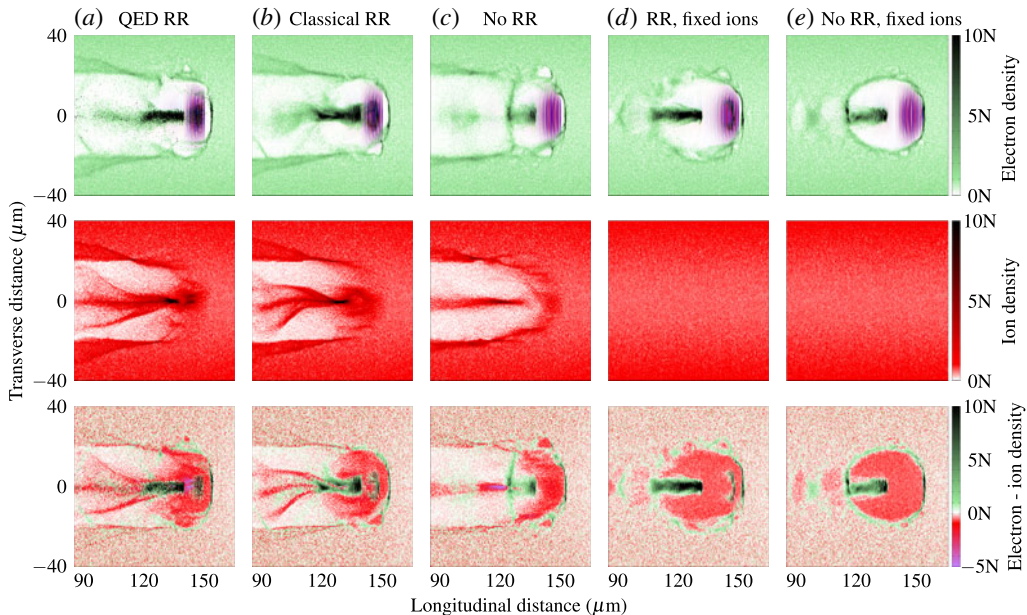 (a) QED RR (b) Classical RR (c) No RR (d) RR, fixed ions (e) No RR, fixed ions
40
0
−40
10N
5N
0N
Electron density
40
0
−40
10N
5N
0N
Ion density
Transverse distance (μm)
40
0
−40
10N
5N
0N
−5N
Electron - ion density
90 120 150 90 120 150 90 120 150 90 120 150 90 120 150
Longitudinal distance (μm)